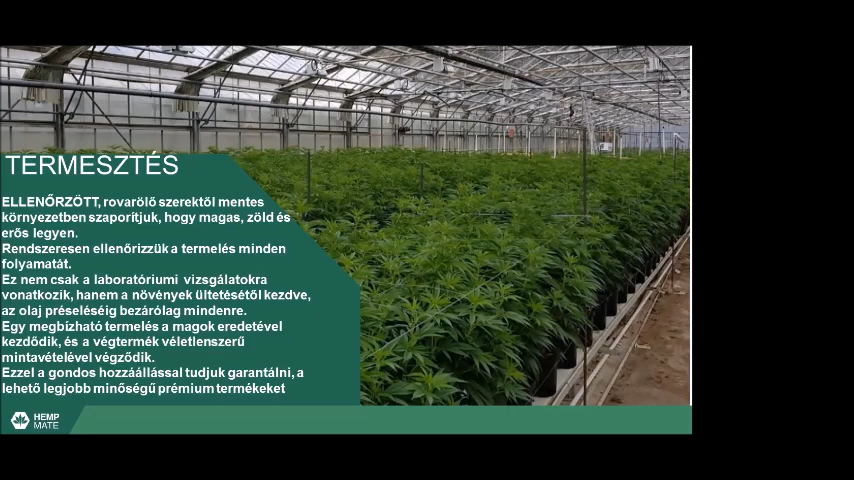 TERMESZTÉS
ELLENŐRZÖTT, rovarölő szerektől mentes
környezetben szaporítjuk, hogy magas, zöld és
erős legyen.
Rendszeresen ellenőrizzük a termelés minden
folyamatát.
Ez nem csak a laboratóriumi vizsgálatokra
vonatkozik, hanem a növények ültetésétől kezdve,
az olaj préseléséig bezárólag mindenre.
Egy megbízható termelés a magok eredetével
kezdődik, és a végtermék véletlenszerű
mintavételével végződik.
Ezzel a gondos hozzáállással tudjuk garantálni, a
lehető legjobb minőségű prémium termékeket
HEMP
MATE